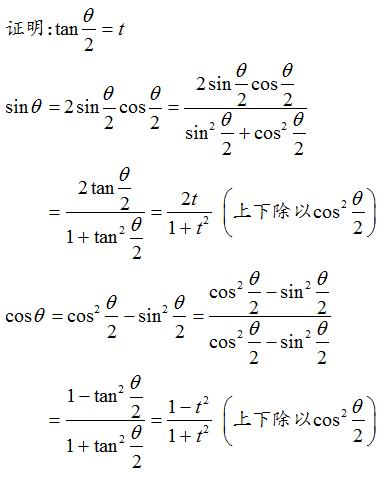 证明:tan θ/2 = t
sinθ = 2sin θ/2 cos θ/2 = (2sin θ/2 cos θ/2)/(sin² θ/2 + cos² θ/2)
= (2tan θ/2)/(1+tan² θ/2) = 2t/(1+t²) (上下除以cos² θ/2)
cosθ = cos² θ/2 − sin² θ/2 = (cos² θ/2 − sin² θ/2)/(cos² θ/2 − sin² θ/2)
= (1−tan² θ/2)/(1+tan² θ/2) = (1−t²)/(1+t²) (上下除以cos² θ/2)